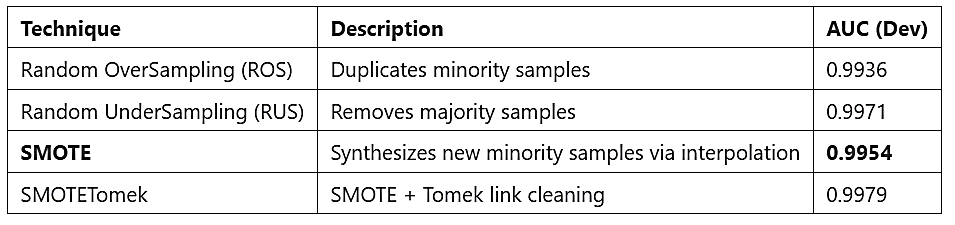 Technique Description AUC (Dev)
Random OverSampling (ROS) Duplicates minority samples 0.9936
Random UnderSampling (RUS) Removes majority samples 0.9971
SMOTE Synthesizes new minority samples via interpolation 0.9954
SMOTETomek SMOTE + Tomek link cleaning 0.9979